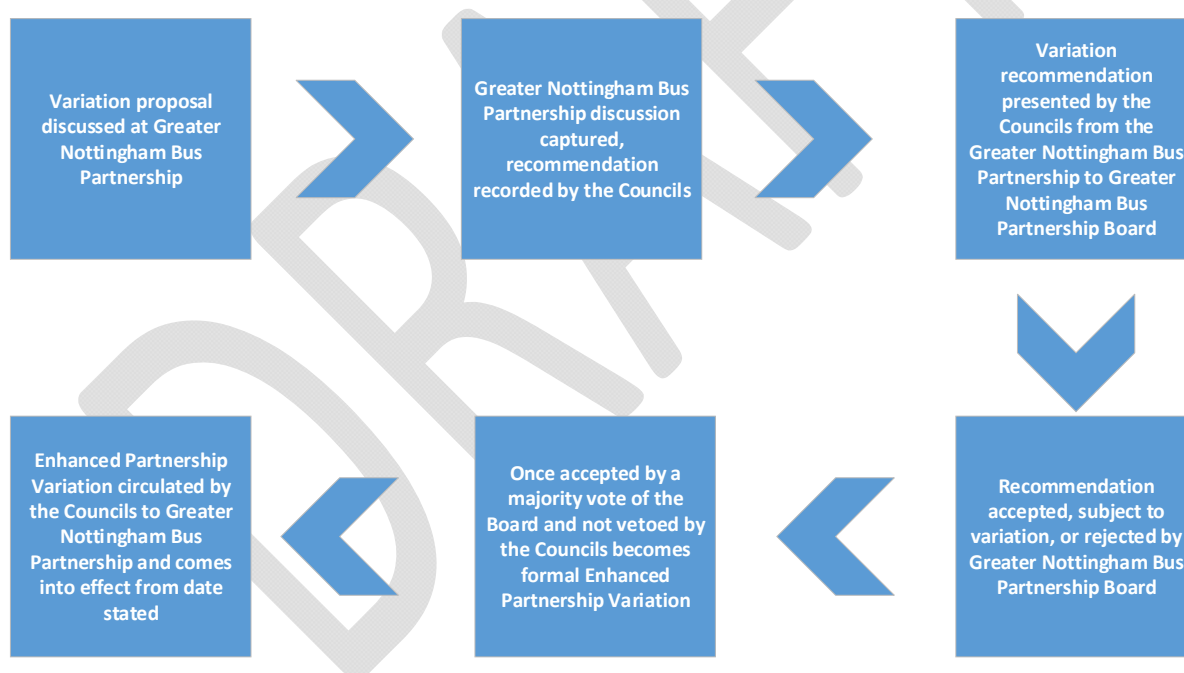 Variation proposal
discussed at Greater
Nottingham Bus
Partnership
Greater Nottingham Bus
Partnership discussion
captured,
recommendation
recorded by the Councils
Variation
recommendation
presented by the
Councils from the
Greater Nottingham Bus
Partnership to Greater
Nottingham Bus
Partnership Board
Recommendation
accepted, subject to
variation, or rejected by
Greater Nottingham Bus
Partnership Board
Once accepted by a
majority vote of the
Board and not vetoed by
the Councils becomes
formal Enhanced
Partnership Variation
Enhanced Partnership
Variation circulated by
the Councils to Greater
Nottingham Bus
Partnership and comes
into effect from date
stated
DRAFT